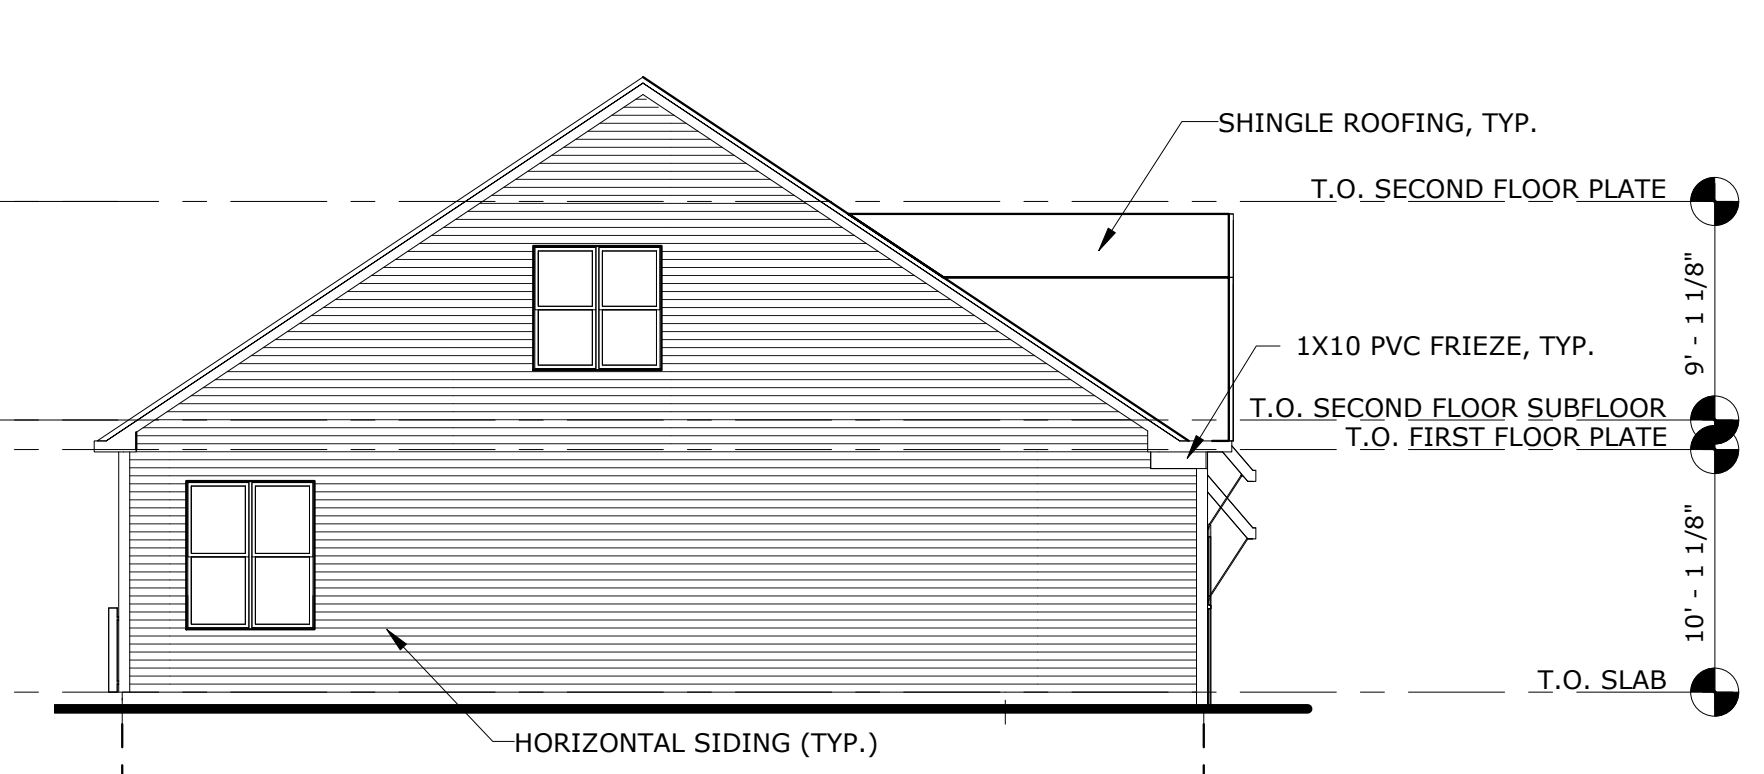 SHINGLE ROOFING, TYP.
T.O. SECOND FLOOR PLATE
9' - 1 1/8"
1X10 PVC FRIEZE, TYP.
T.O. SECOND FLOOR SUBFLOOR
T.O. FIRST FLOOR PLATE
10' - 1 1/8"
T.O. SLAB
HORIZONTAL SIDING (TYP.)